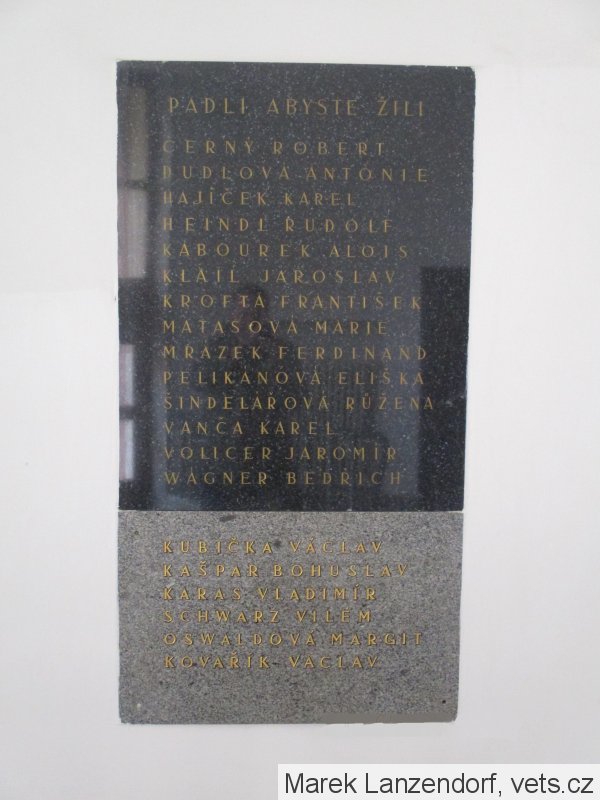 PADLI ABYSTE ŽILI
ČERNÝ ROBERT
DUDLOVÁ ANTONIE
HAJÍČEK KAREL
HEINDL RUDOLF
KABOUREK ALOIS
KLAIL JAROSLAV
KROFTA FRANTIŠEK
MATASOVÁ MARIE
MRÁZEK FERDINAND
PELIKÁNOVÁ ELIŠKA
ŠINDELÁŘOVÁ RŮŽENA
VANČA KAREL
VOLICER JAROMÍR
WAGNER BEDŘICH
KUBIČKA VÁCLAV
KAŠPAR BOHUSLAV
KARAS VLADIMÍR
SCHWARZ VILÉM
OSWALDOVÁ MARGIT
KOVAŘÍK VÁCLAV
Marek Lanzendorf, vets.cz